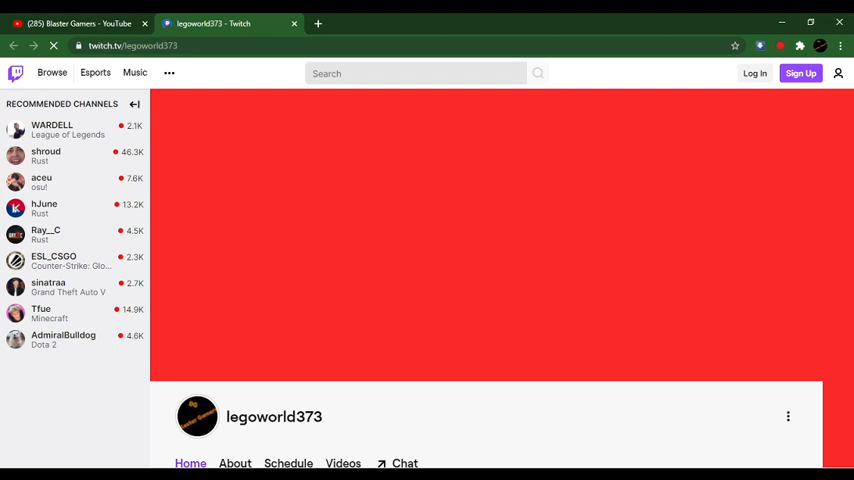 (285) Blaster Gamers - YouTube
legoworld373 - Twitch
twitch.tv/legoworld373
Browse
Esports
Music
Search
Log In
Sign Up
RECOMMENDED CHANNELS
WARDELL 2.1K
League of Legends
shroud 46.3K
Rust
aceu 7.6K
osu!
hJune 13.2K
Rust
Ray__C 4.5K
Rust
ESL_CSGO 2.3K
Counter-Strike: Glo...
sinatraa 2.7K
Grand Theft Auto V
Tfue 14.9K
Minecraft
AdmiralBulldog 4.6K
Dota 2
legoworld373
Home About Schedule Videos Chat